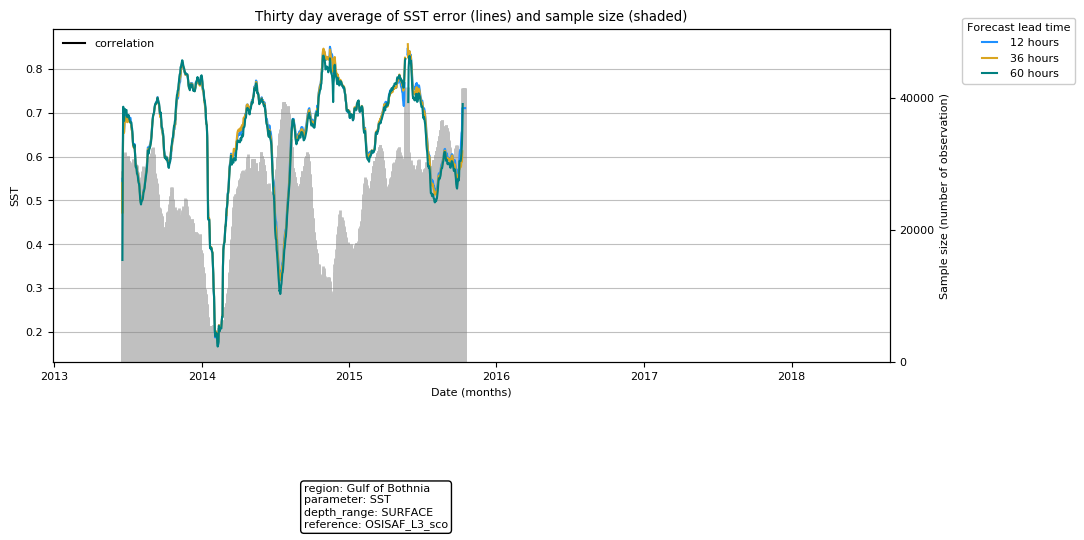 Thirty day average of SST error (lines) and sample size (shaded)
Forecast lead time
12 hours
36 hours
60 hours
correlation
0.8
0.7
0.6
0.5
0.4
0.3
0.2
SST
40000
20000
0
Sample size (number of observation)
2013
2014
2015
2016
2017
2018
Date (months)
region: Gulf of Bothnia
parameter: SST
depth_range: SURFACE
reference: OSISAF_L3_sco